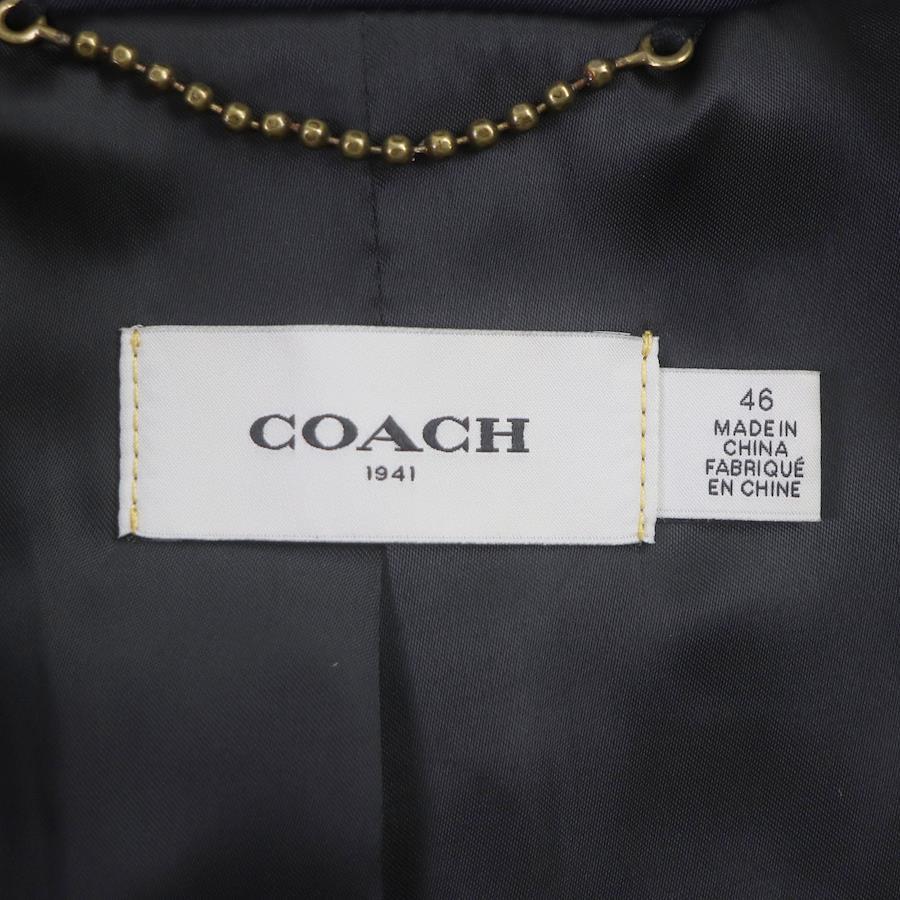 COACH
1941
46
MADE IN
CHINA
FABRIQUÉ
EN CHINE